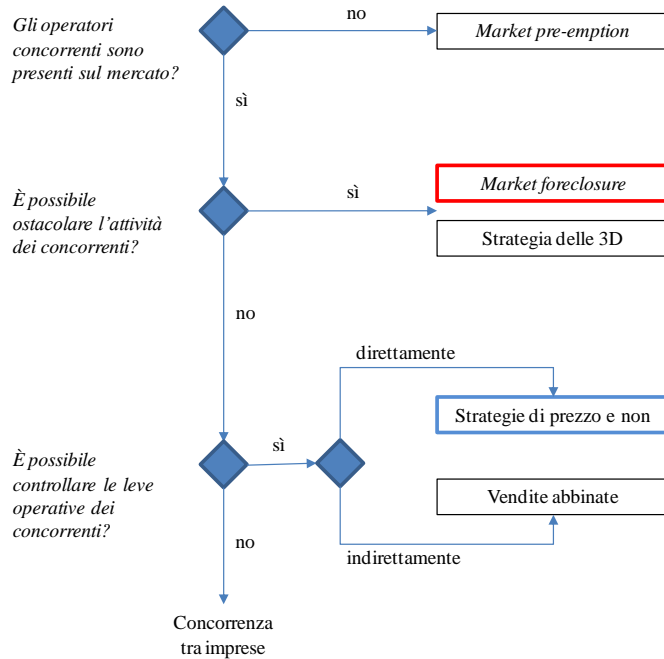 Gli operatori
concorrenti sono
presenti sul mercato?
no
Market pre-emption
sì
È possibile
ostacolare l'attività
dei concorrenti?
sì
Market foreclosure
Strategia delle 3D
no
direttamente
Strategie di prezzo e non
È possibile
controllare le leve
operative dei
concorrenti?
sì
Vendite abbinate
no
indirettamente
Concorrenza
tra imprese